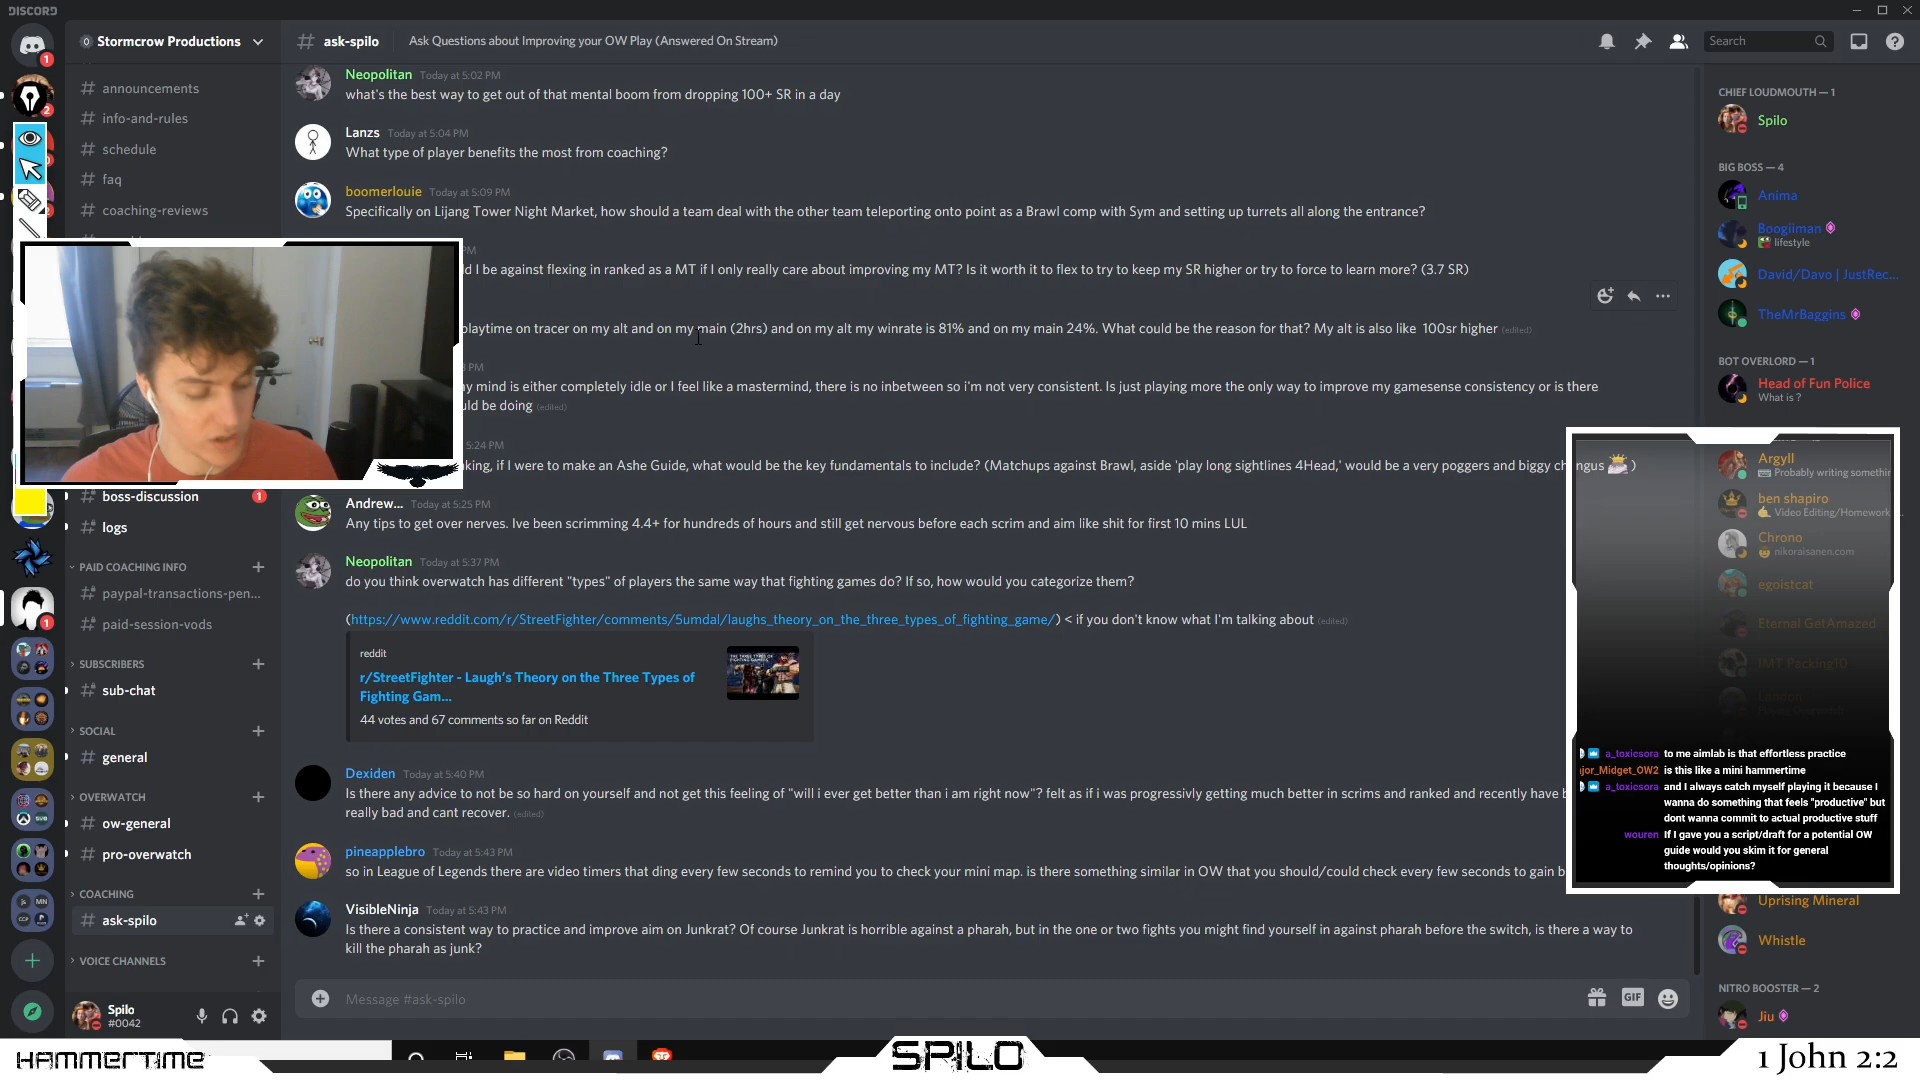 DISCORD
Stormcrow Productions
ask-spilo
Ask Questions about Improving your OW Play (Answered On Stream)
Search
announcements
info-and-rules
schedule
faq
coaching-reviews
boss-discussion
1
logs
PAID COACHING INFO
paypal-transactions-pen...
paid-session-vods
SUBSCRIBERS
sub-chat
SOCIAL
general
OVERWATCH
ow-general
pro-overwatch
COACHING
ask-spilo
VOICE CHANNELS
Spilo
#0042
Neopolitan Today at 5:02 PM
what's the best way to get out of that mental boom from dropping 100+ SR in a day
Lanzs Today at 5:04 PM
What type of player benefits the most from coaching?
boomerlouie Today at 5:09 PM
Specifically on Lijang Tower Night Market, how should a team deal with the other team teleporting onto point as a Brawl comp with Sym and setting up turrets all along the entrance?
PM
I be against flexing in ranked as a MT if I only really care about improving my MT? Is it worth it to flex to try to keep my SR higher or try to force to learn more? (3.7 SR)
playtime on tracer on my alt and on my main (2hrs) and on my alt my winrate is 81% and on my main 24%. What could be the reason for that? My alt is also like 100sr higher (edited)
PM
mind is either completely idle or I feel like a mastermind, there is no inbetween so i'm not very consistent. Is just playing more the only way to improve my gamesense consistency or is there
be doing (edited)
5:24 PM
king, if I were to make an Ashe Guide, what would be the key fundamentals to include? (Matchups against Brawl, aside 'play long sightlines 4Head,' would be a very poggers and biggy chungus )
Andrew... Today at 5:25 PM
Any tips to get over nerves. Ive been scrimming 4.4+ for hundreds of hours and still get nervous before each scrim and aim like shit for first 10 mins LUL
Neopolitan Today at 5:37 PM
do you think overwatch has different "types" of players the same way that fighting games do? If so, how would you categorize them?
(https://www.reddit.com/r/StreetFighter/comments/5umdal/laughs_theory_on_the_three_types_of_fighting_game/) < if you don't know what I'm talking about (edited)
reddit
r/StreetFighter - Laugh's Theory on the Three Types of
Fighting Gam...
44 votes and 67 comments so far on Reddit
Dexiden Today at 5:40 PM
Is there any advice to not be so hard on yourself and not get this feeling of "will i ever get better than i am right now"? felt as if i was progressivly getting much better in scrims and ranked and recently have
really bad and cant recover. (edited)
pineapplebro Today at 5:43 PM
so in League of Legends there are video timers that ding every few seconds to remind you to check your mini map. is there something similar in OW that you should/could check every few seconds to gain
VisibleNinja Today at 5:43 PM
Is there a consistent way to practice and improve aim on Junkrat? Of course Junkrat is horrible against a pharah, but in the one or two fights you might find yourself in against pharah before the switch, is there a way to
kill the pharah as junk?
Message #ask-spilo
GIF
CHIEF LOUDMOUTH — 1
Spilo
BIG BOSS — 4
Anima
Boogiiman
lifestyle
David/Davo | JustRec...
TheMrBaggins
BOT OVERLORD — 1
Head of Fun Police
What is ?
Argyll
Probably writing somethin
ben shapiro
Video Editing/Homework
Chrono
nikoraisanen.com
egoistcat
Eternal GetAmazed
IMT Packing10
London
a_toxicsora to me aimlab is that effortless practice
jor_Midget_OW2 is this like a mini hammertime
a_toxicsora and I always catch myself playing it because I
wanna do something that feels "productive" but
dont wanna commit to actual productive stuff
wouren If I gave you a script/draft for a potential OW
guide would you skim it for general
thoughts/opinions?
Uprising Mineral
Whistle
NITRO BOOSTER — 2
Jiu
HAMMERTIME
SPILO
1 John 2:2